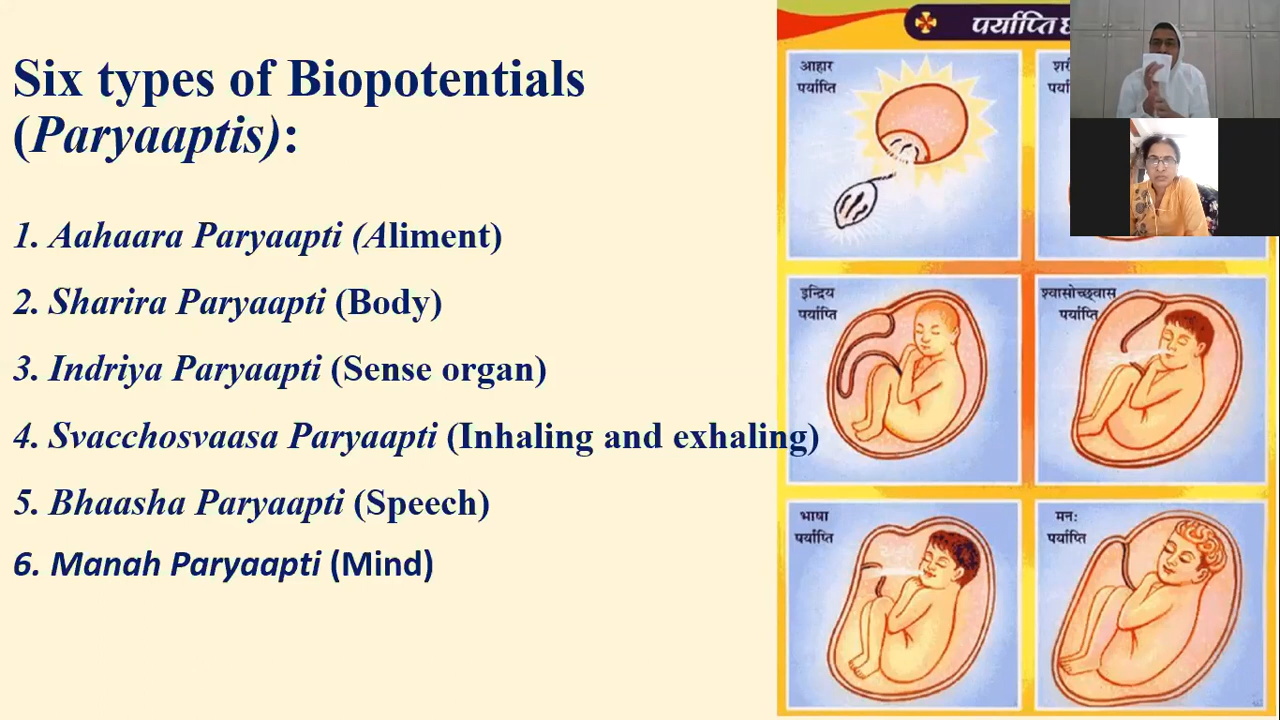 Six types of Biopotentials
(Paryaaptis):
1. Aahaara Paryaapti (Aliment)
2. Sharira Paryaapti (Body)
3. Indriya Paryaapti (Sense organ)
4. Svacchosvaasa Paryaapti (Inhaling and exhaling)
5. Bhaasha Paryaapti (Speech)
6. Manah Paryaapti (Mind)
पर्याप्ति
आहार
पर्याप्ति
इन्द्रिय
पर्याप्ति
श्वासोच्छ्वास
पर्याप्ति
भाषा
पर्याप्ति
मनः
पर्याप्ति